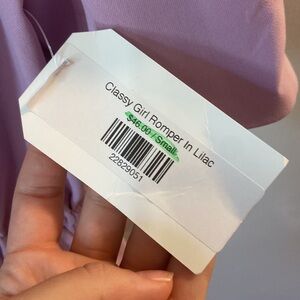 Classy Girl Romper In Lilac
$46.00 / Small
22829051